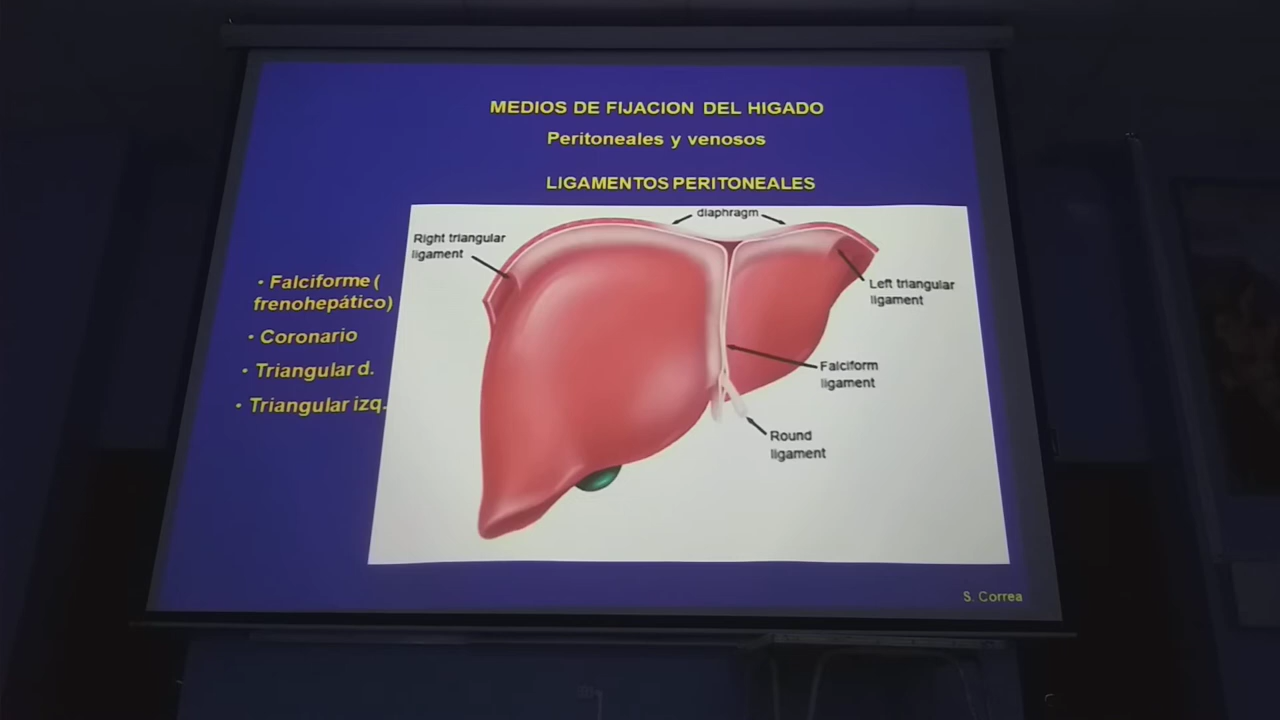 MEDIOS DE FIJACION DEL HIGADO
Peritoneales y venosos
LIGAMENTOS PERITONEALES
• Falciforme (
frenohepático)
• Coronario
• Triangular d.
• Triangular izq.
diaphragm
Right triangular
ligament
Left triangular
ligament
Falciform
ligament
Round
ligament
S. Correa